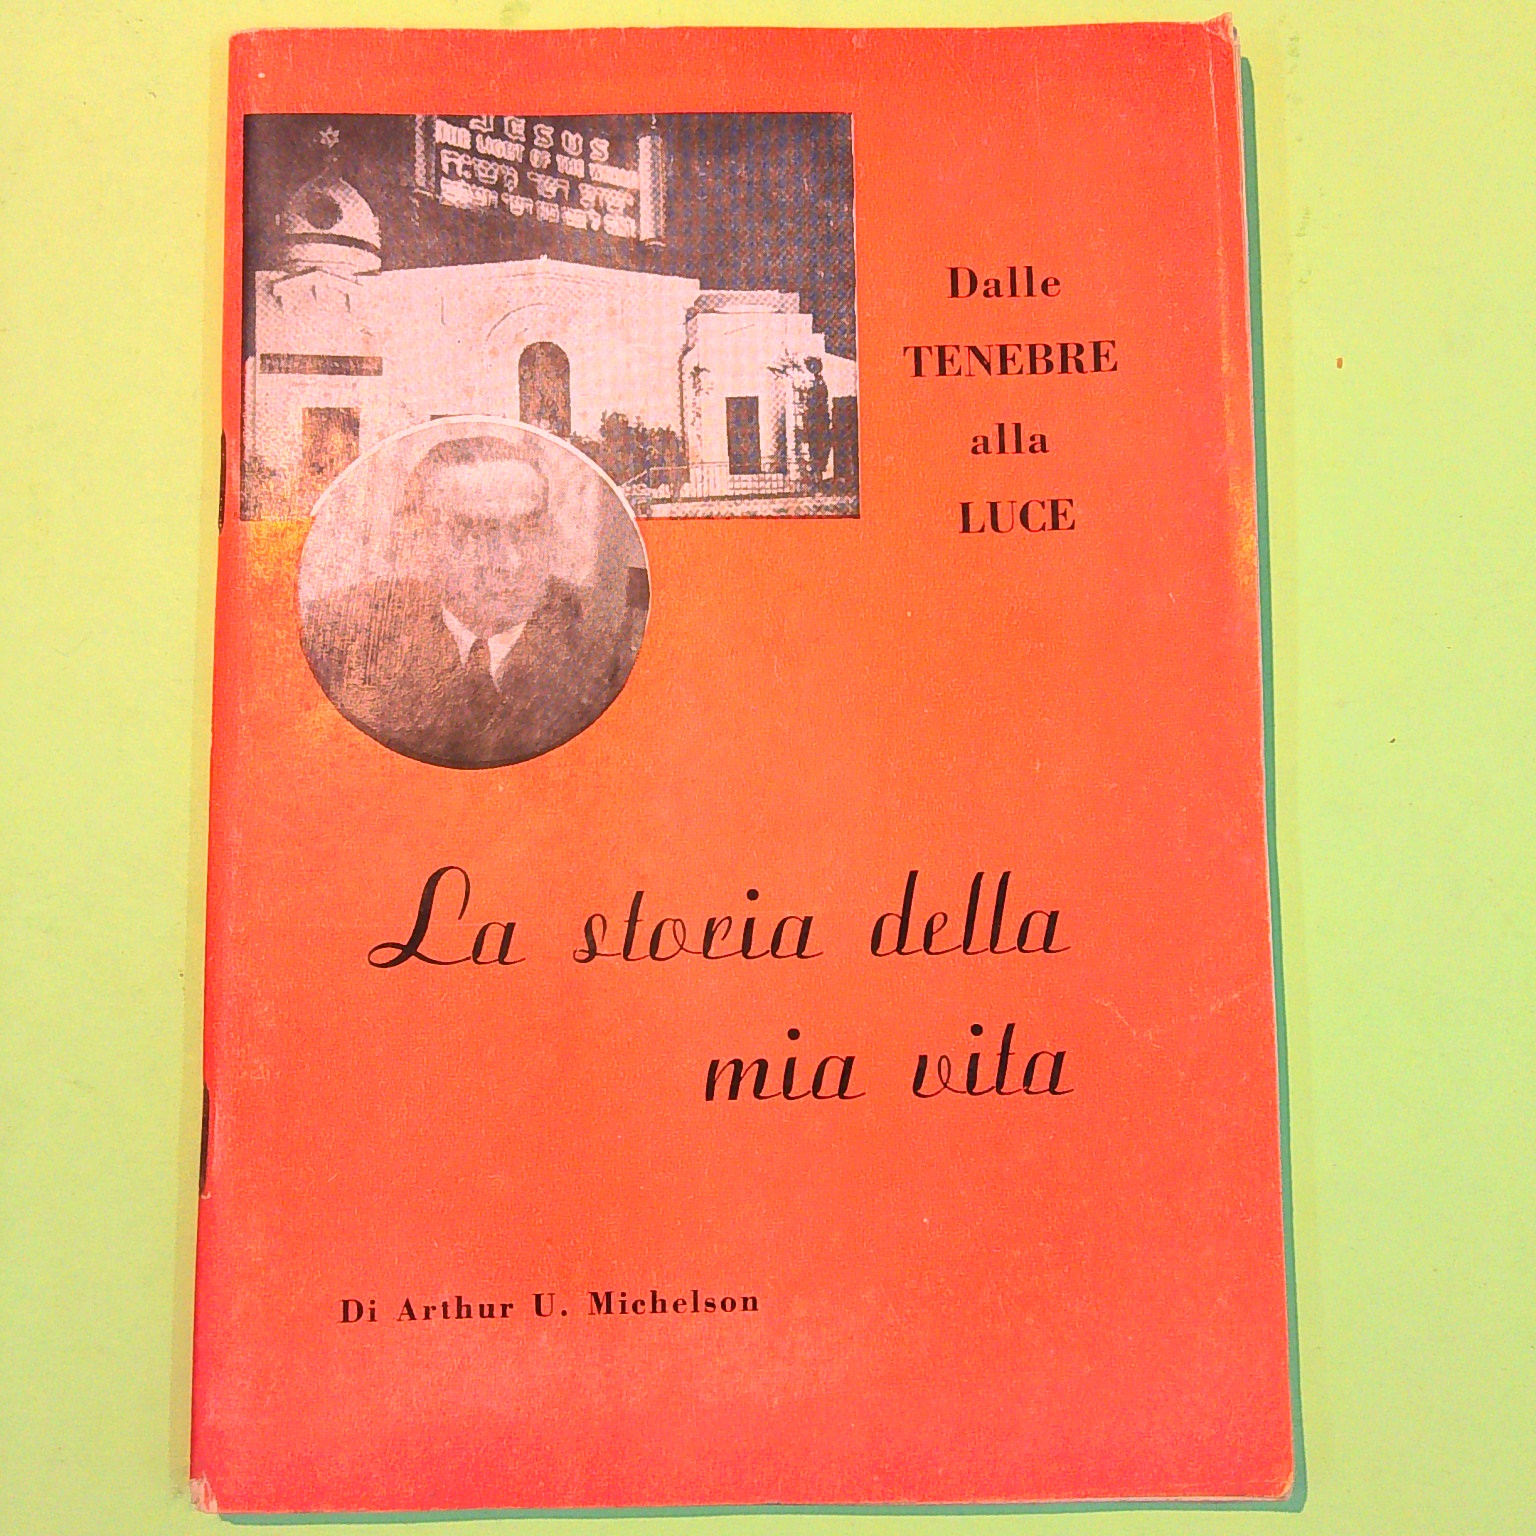 JESUS
THE LIGHT OF THE WORLD
Dalle
TENEBRE
alla
LUCE
La storia della
mia vita
Di Arthur U. Michelson